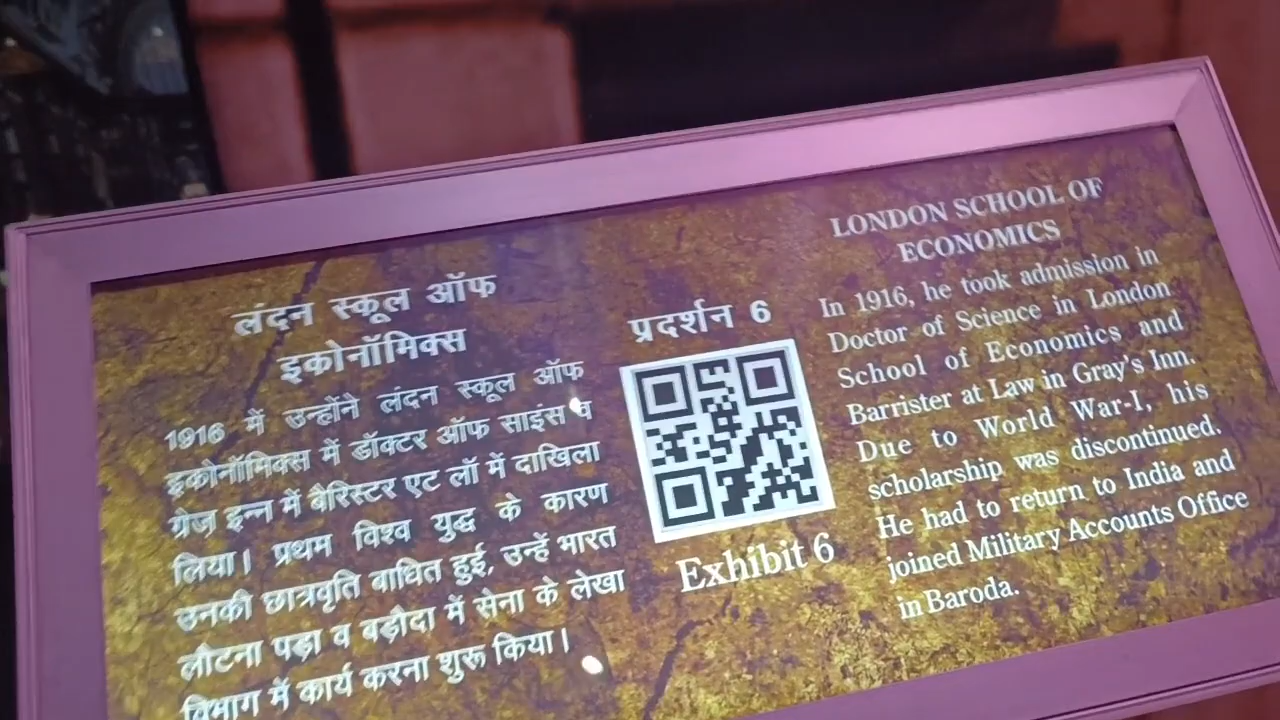 लंदन स्कूल ऑफ
इकोनॉमिक्स
1916 में उन्होंने लंदन स्कूल ऑफ
इकोनॉमिक्स में डॉक्टर ऑफ साइंस व
ग्रेज़ इन्न में बैरिस्टर एट लॉ में दाखिला
लिया। प्रथम विश्व युद्ध के कारण
उनकी छात्रवृति बाधित हुई, उन्हें भारत
लौटना पड़ा व बड़ौदा में सेना के लेखा
विभाग में कार्य करना शुरू किया।
प्रदर्शन 6
Exhibit 6
LONDON SCHOOL OF
ECONOMICS
In 1916, he took admission in
Doctor of Science in London
School of Economics and
Barrister at Law in Gray's Inn.
Due to World War-I, his
scholarship was discontinued.
He had to return to India and
joined Military Accounts Office
in Baroda.